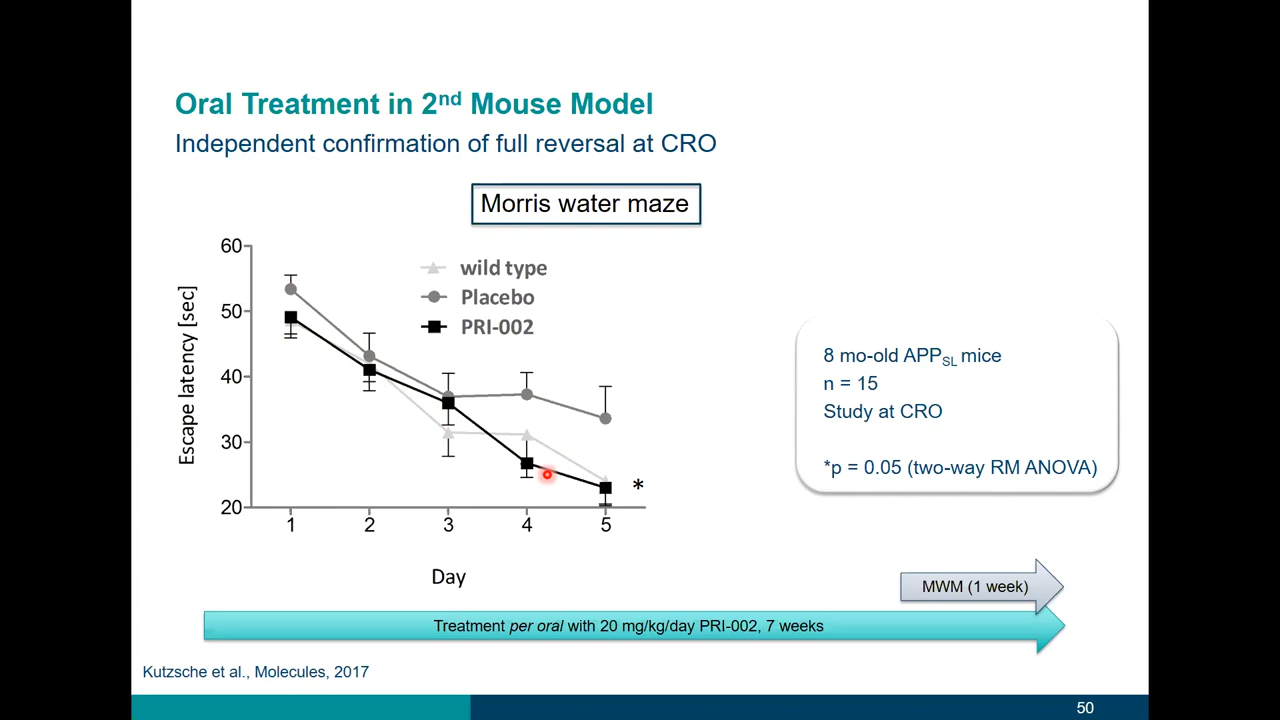 Oral Treatment in 2nd Mouse Model
Independent confirmation of full reversal at CRO
Morris water maze
60
50
40
30
20
Escape latency [sec]
wild type
Placebo
PRI-002
*
1 2 3 4 5
Day
8 mo-old APPSL mice
n = 15
Study at CRO
*p = 0.05 (two-way RM ANOVA)
MWM (1 week)
Treatment per oral with 20 mg/kg/day PRI-002, 7 weeks
Kutzsche et al., Molecules, 2017
50